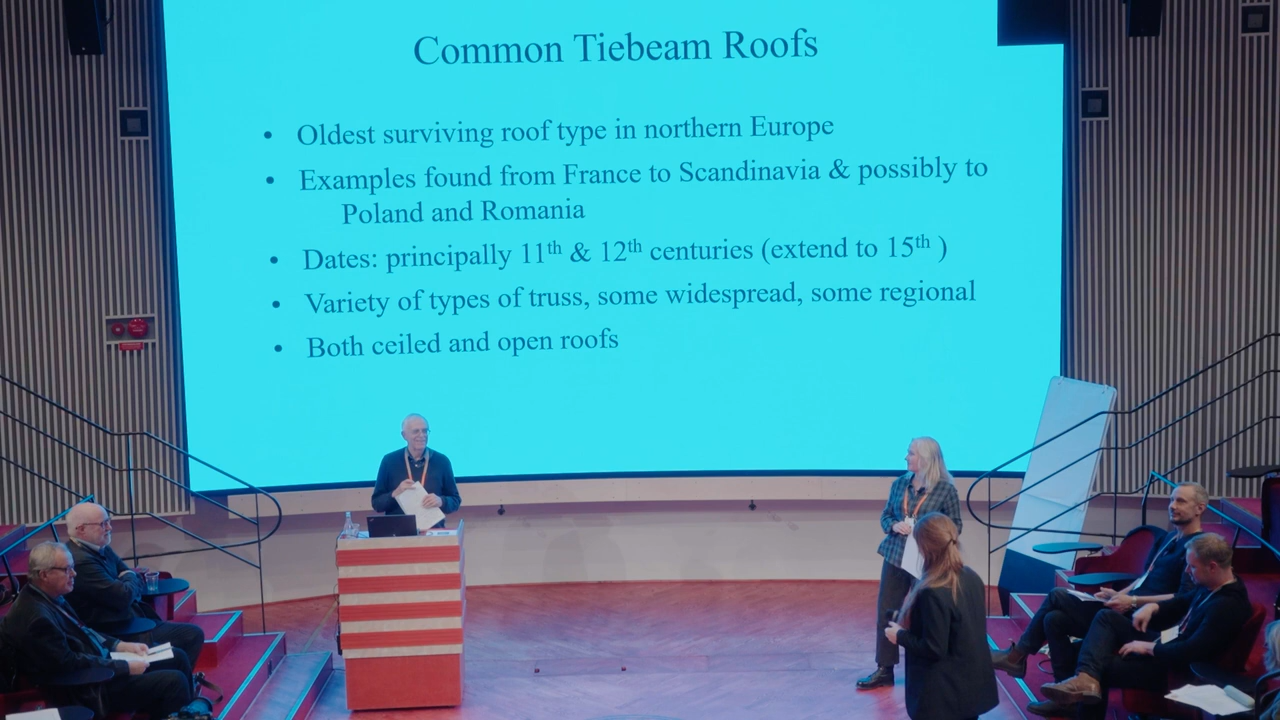 Common Tiebeam Roofs
• Oldest surviving roof type in northern Europe
• Examples found from France to Scandinavia & possibly to
Poland and Romania
• Dates: principally 11th & 12th centuries (extend to 15th )
• Variety of types of truss, some widespread, some regional
• Both ceiled and open roofs